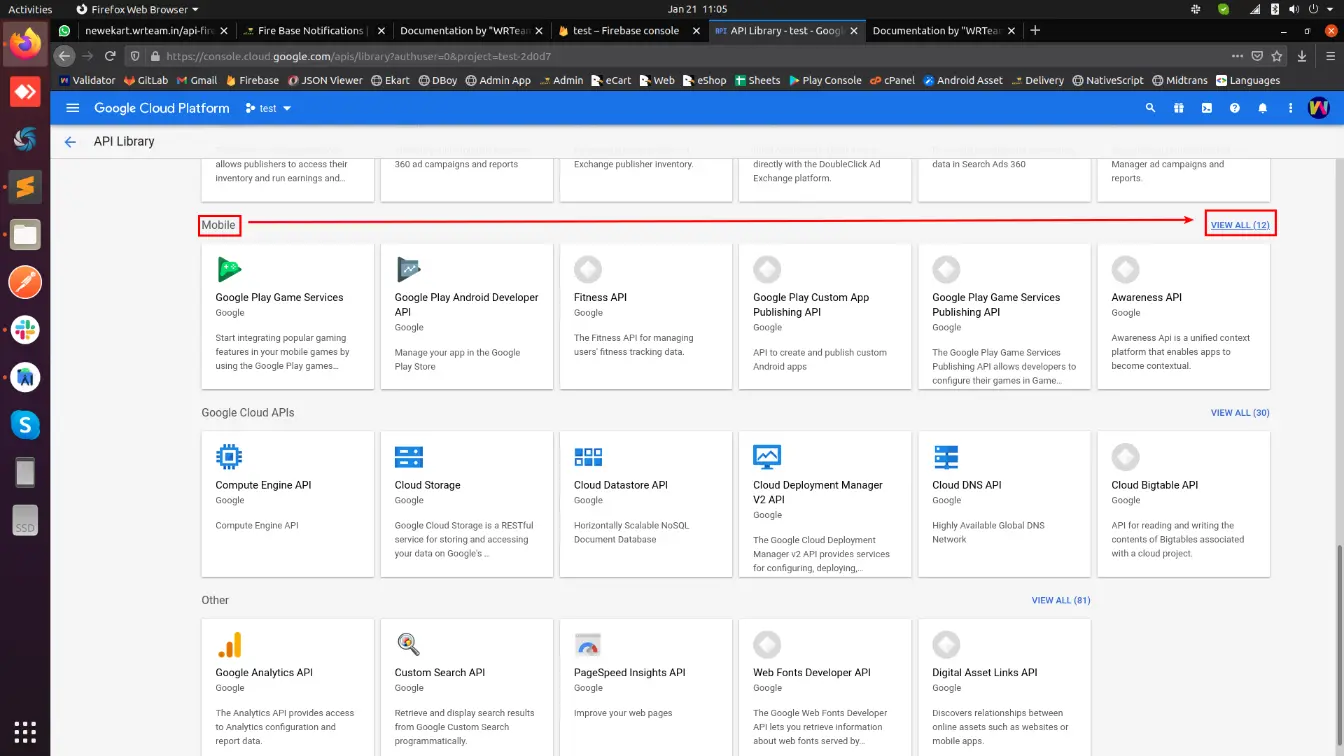 Activities
Firefox Web Browser
Jan 21 11:05
newekart.wrteam.in/api-fire
Fire Base Notifications |
Documentation by "WRTeam
test – Firebase console
API API Library - test - Google
Documentation by "WRTeam
https://console.cloud.google.com/apis/library?authuser=0&project=test-2d0d7
Validator
GitLab
Gmail
Firebase
JSON Viewer
Ekart
DBoy
Admin App
Admin
eCart
Web
eShop
Sheets
Play Console
cPanel
Android Asset
Delivery
NativeScript
Midtrans
Languages
Google Cloud Platform
test
API Library
allows publishers to access their
inventory and run earnings and…
360 ad campaigns and reports
Exchange publisher inventory.
directly with the DoubleClick Ad
Exchange platform.
data in Search Ads 360
Manager ad campaigns and
reports.
Mobile
VIEW ALL (12)
Google Play Game Services
Google
Start integrating popular gaming
features in your mobile games by
using the Google Play games…
Google Play Android Developer
API
Google
Manage your app in the Google
Play Store
Fitness API
Google
The Fitness API for managing
users' fitness tracking data.
Google Play Custom App
Publishing API
Google
API to create and publish custom
Android apps
Google Play Game Services
Publishing API
Google
The Google Play Game Services
Publishing API allows developers to
configure their games in Game…
Awareness API
Google
Awareness Api is a unified context
platform that enables apps to
become contextual.
Google Cloud APIs
VIEW ALL (30)
Compute Engine API
Google
Compute Engine API
Cloud Storage
Google
Google Cloud Storage is a RESTful
service for storing and accessing
your data on Google's …
Cloud Datastore API
Google
Horizontally Scalable NoSQL
Document Database
Cloud Deployment Manager
V2 API
Google
The Google Cloud Deployment
Manager v2 API provides services
for configuring, deploying,…
Cloud DNS API
Google
Highly Available Global DNS
Network
Cloud Bigtable API
Google
API for reading and writing the
contents of Bigtables associated
with a cloud project.
Other
VIEW ALL (81)
Google Analytics API
Google
The Analytics API provides access
to Analytics configuration and
report data.
Custom Search API
Google
Retrieve and display search results
from Google Custom Search
programmatically.
PageSpeed Insights API
Google
Improve your web pages
Web Fonts Developer API
Google
The Google Web Fonts Developer
API lets you retrieve information
about web fonts served by…
Digital Asset Links API
Google
Discovers relationships between
online assets such as websites or
mobile apps.
SSD